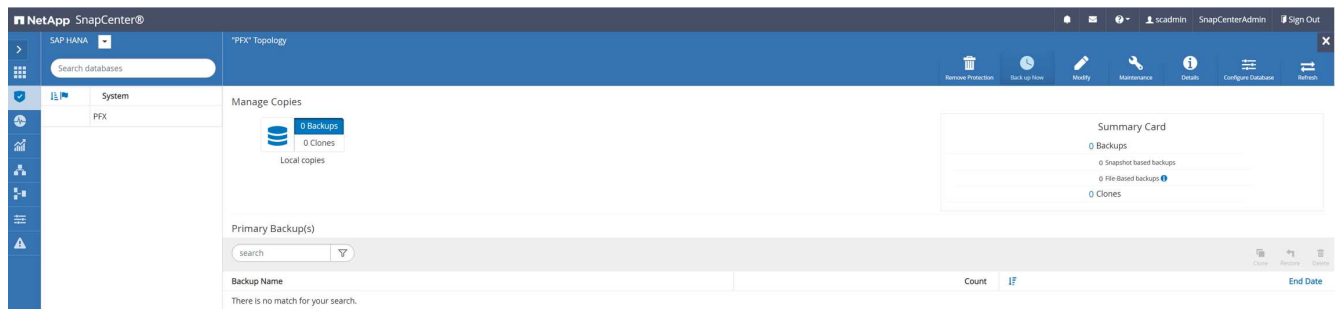 NetApp SnapCenter®
scadmin SnapCenterAdmin Sign Out
SAP HANA
Search databases
System
PFX
"PFX" Topology
Remove Protection Back up Now Modify Maintenance Details Configure Database Refresh
Manage Copies
0 Backups
0 Clones
Local copies
Summary Card
0 Backups
0 Snapshot based backups
0 File-Based backups
0 Clones
Primary Backup(s)
search
Clone Restore Delete
Backup Name Count End Date
There is no match for your search.